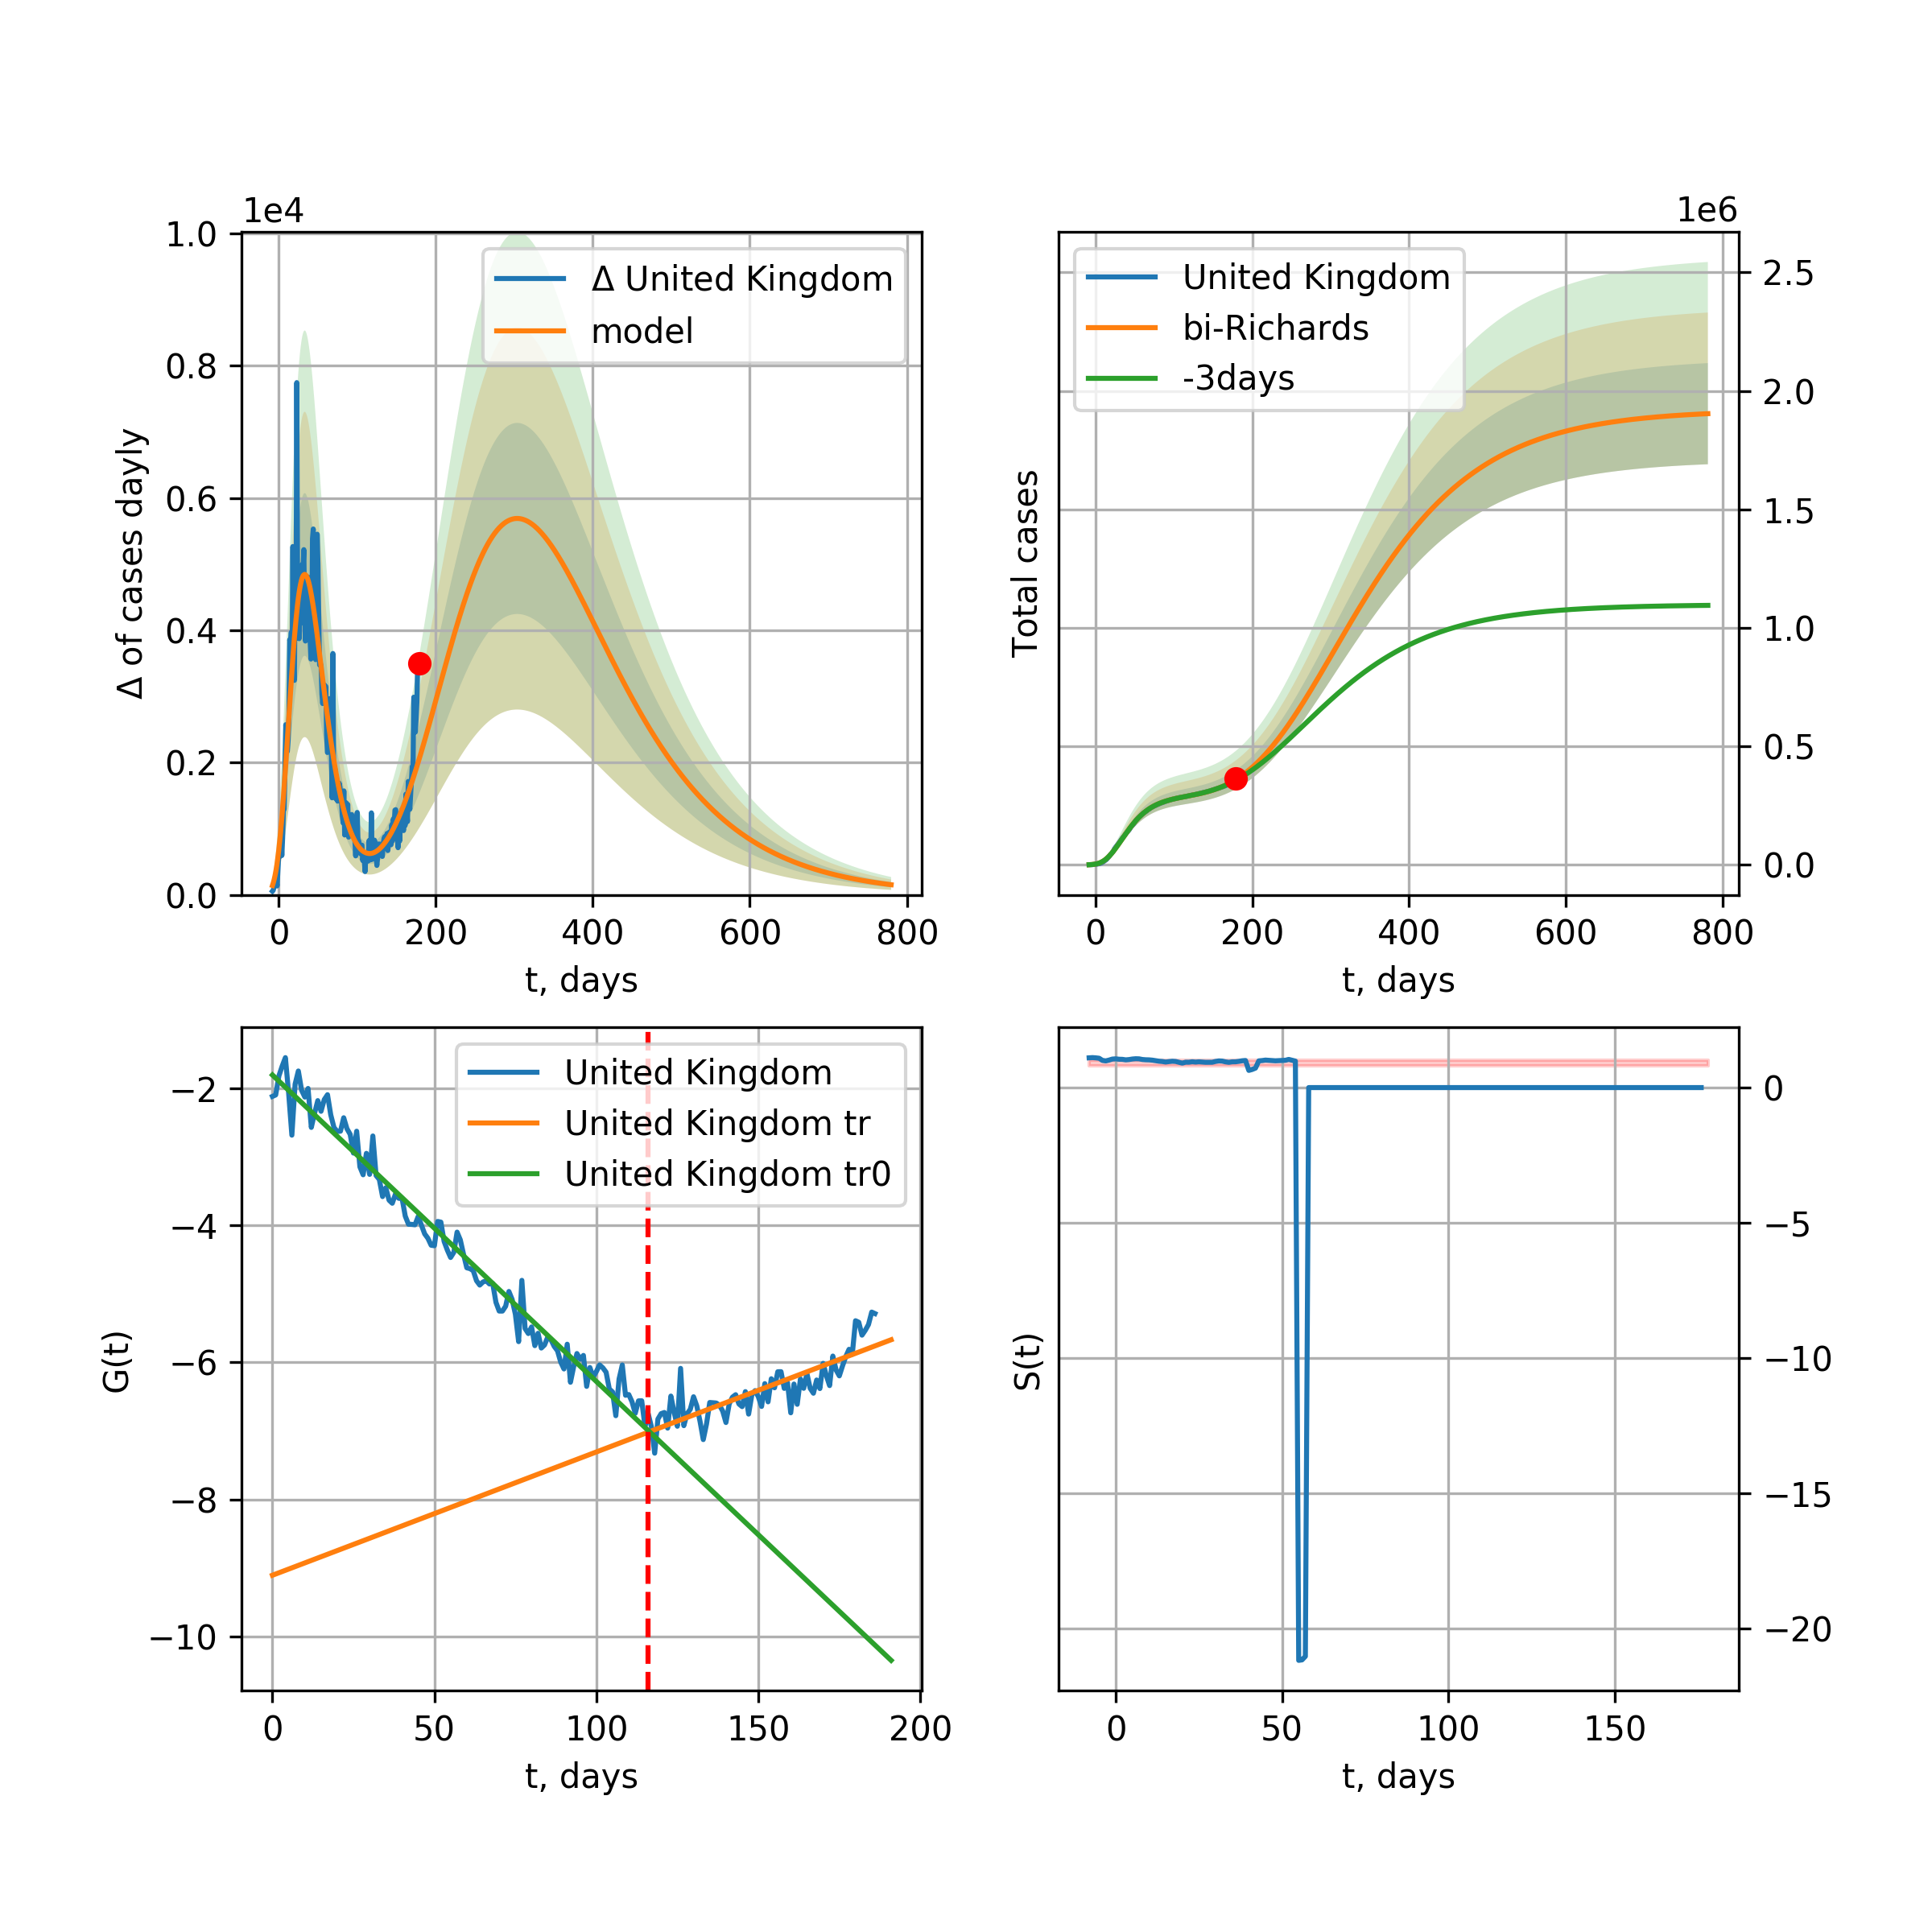 1e4
1.0
0.8
0.6
0.4
0.2
0.0
Δ of cases dayly
Δ United Kingdom
model
0 200 400 600 800
t, days
1e6
2.5
2.0
1.5
1.0
0.5
0.0
Total cases
United Kingdom
bi-Richards
-3days
0 200 400 600 800
t, days
−2
−4
−6
−8
−10
G(t)
United Kingdom
United Kingdom tr
United Kingdom tr0
0 50 100 150 200
t, days
0
−5
−10
−15
−20
S(t)
0 50 100 150
t, days